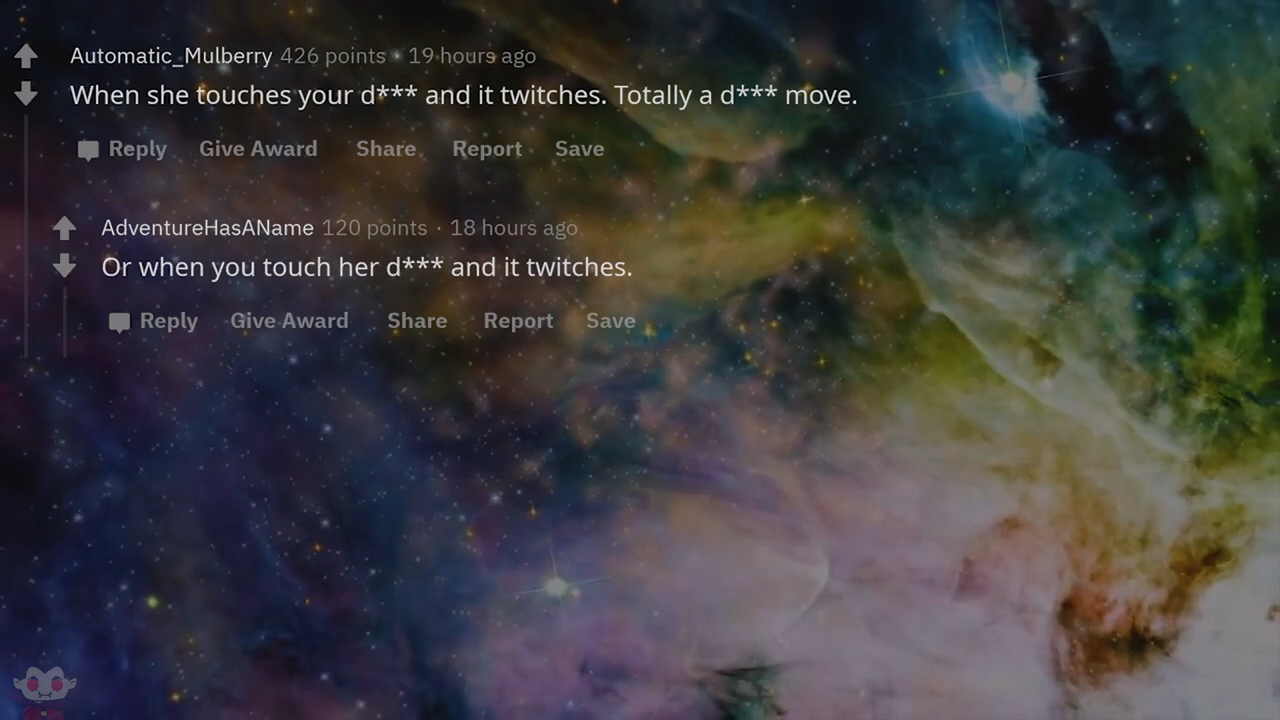 Automatic_Mulberry 426 points · 19 hours ago
When she touches your d*** and it twitches. Totally a d*** move.
Reply Give Award Share Report Save
AdventureHasAName 120 points · 18 hours ago
Or when you touch her d*** and it twitches.
Reply Give Award Share Report Save